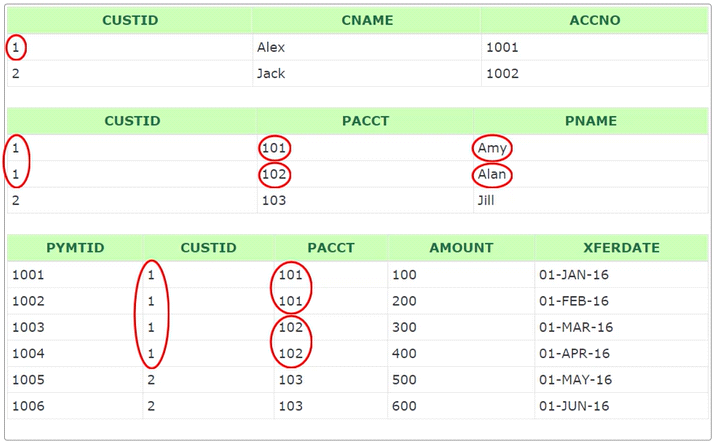 CUSTID CNAME ACCNO
1 Alex 1001
2 Jack 1002
CUSTID PACCT PNAME
1 101 Amy
1 102 Alan
2 103 Jill
PYMTID CUSTID PACCT AMOUNT XFERDATE
1001 1 101 100 01-JAN-16
1002 1 101 200 01-FEB-16
1003 1 102 300 01-MAR-16
1004 1 102 400 01-APR-16
1005 2 103 500 01-MAY-16
1006 2 103 600 01-JUN-16